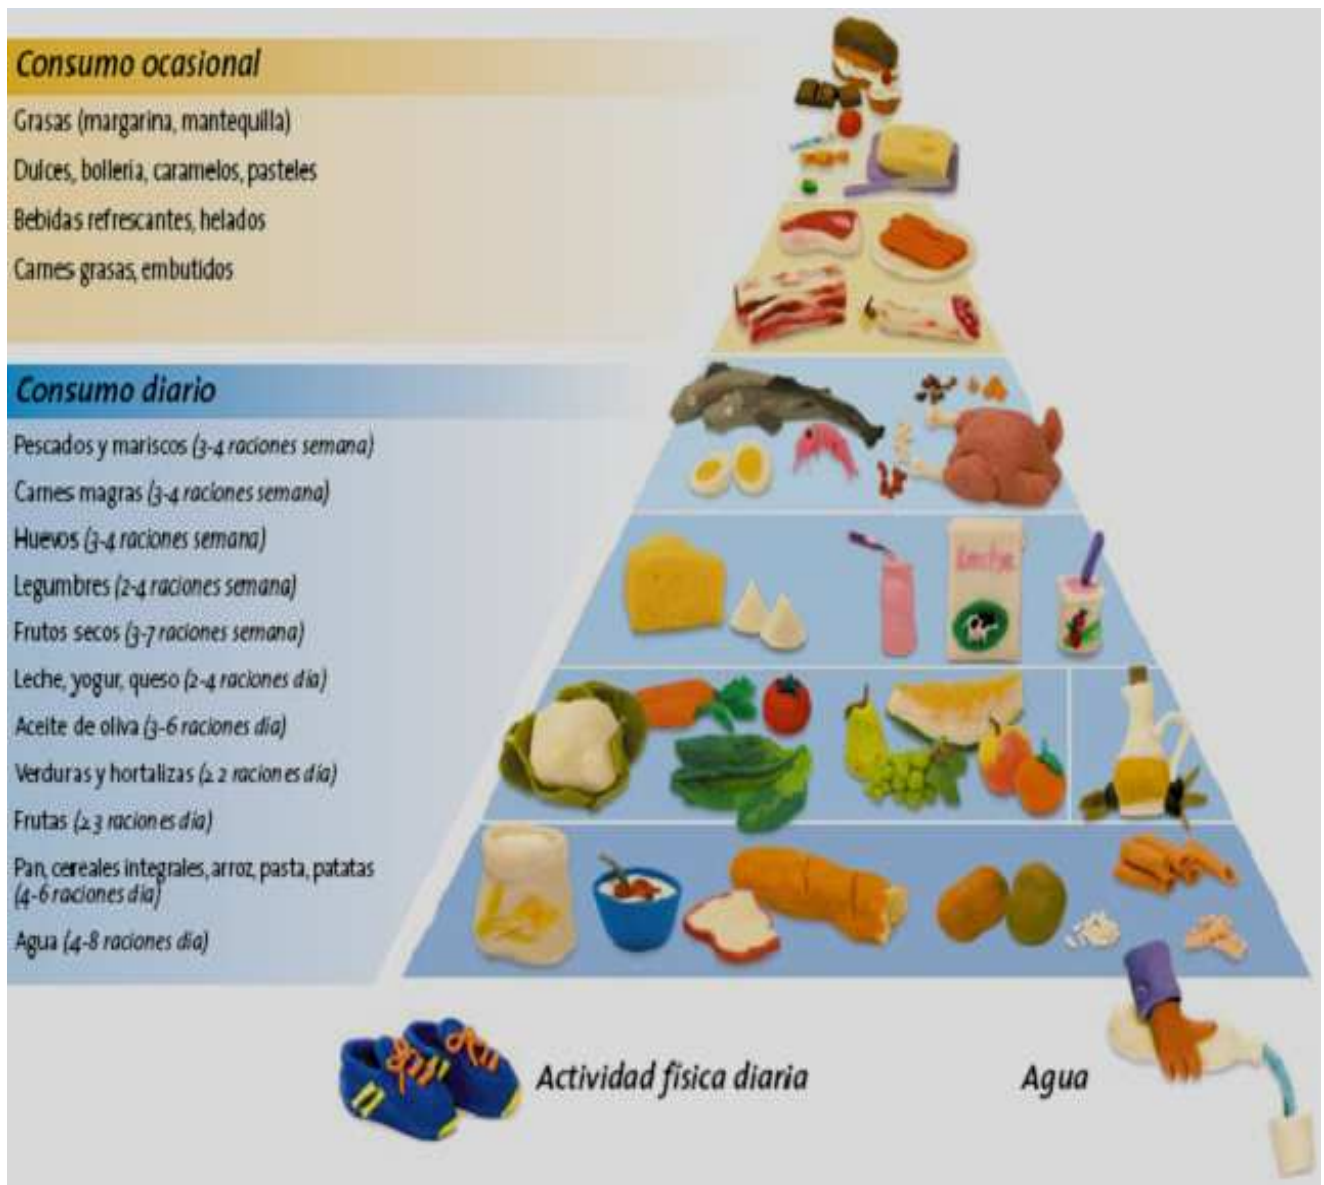 Consumo ocasional
Grasas (margarina, mantequilla)
Dulces, bollería, caramelos, pasteles
Bebidas refrescantes, helados
Carnes grasas, embutidos
Consumo diario
Pescados y mariscos (3-4 raciones semana)
Carnes magras (3-4 raciones semana)
Huevos (3-4 raciones semana)
Legumbres (2-4 raciones semana)
Frutos secos (3-7 raciones semana)
Leche, yogur, queso (2-4 raciones día)
Aceite de oliva (3-6 raciones día)
Verduras y hortalizas (≥ 2 raciones día)
Frutas (≥ 3 raciones día)
Pan, cereales integrales, arroz, pasta, patatas
(4-6 raciones día)
Agua (4-8 raciones día)
Leche
Actividad física diaria
Agua